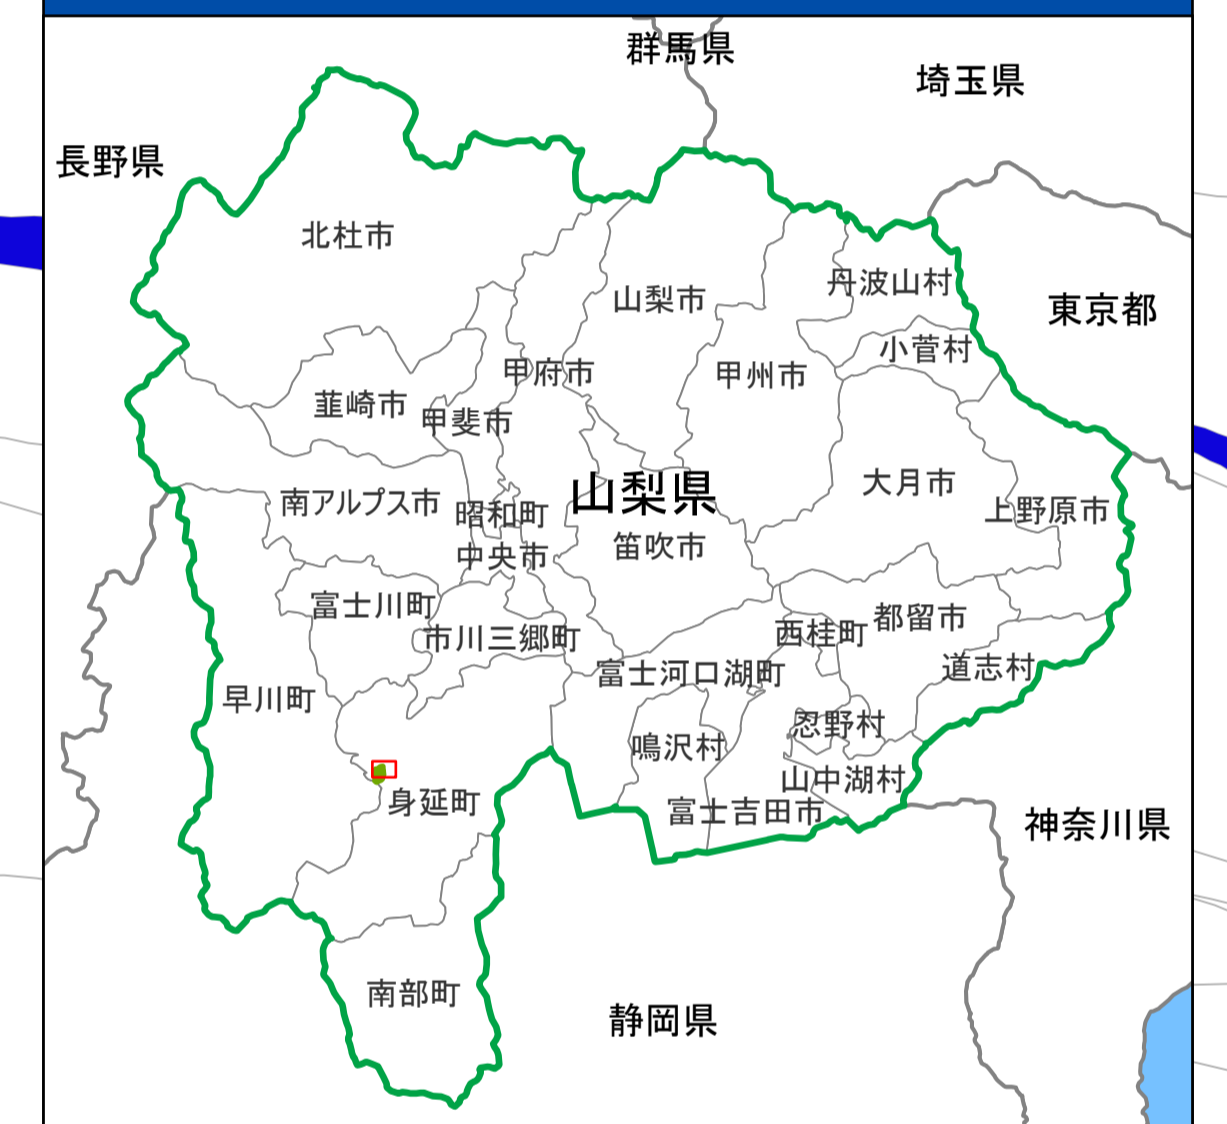 群馬県
埼玉県
長野県
北杜市
丹波山村
山梨市
東京都
小菅村
甲府市
甲州市
韮崎市
甲斐市
大月市
山梨県
南アルプス市
昭和町
上野原市
笛吹市
中央市
富士川町
都留市
西桂町
市川三郷町
道志村
富士河口湖町
早川町
忍野村
鳴沢村
山中湖村
身延町
富士吉田市
神奈川県
南部町
静岡県